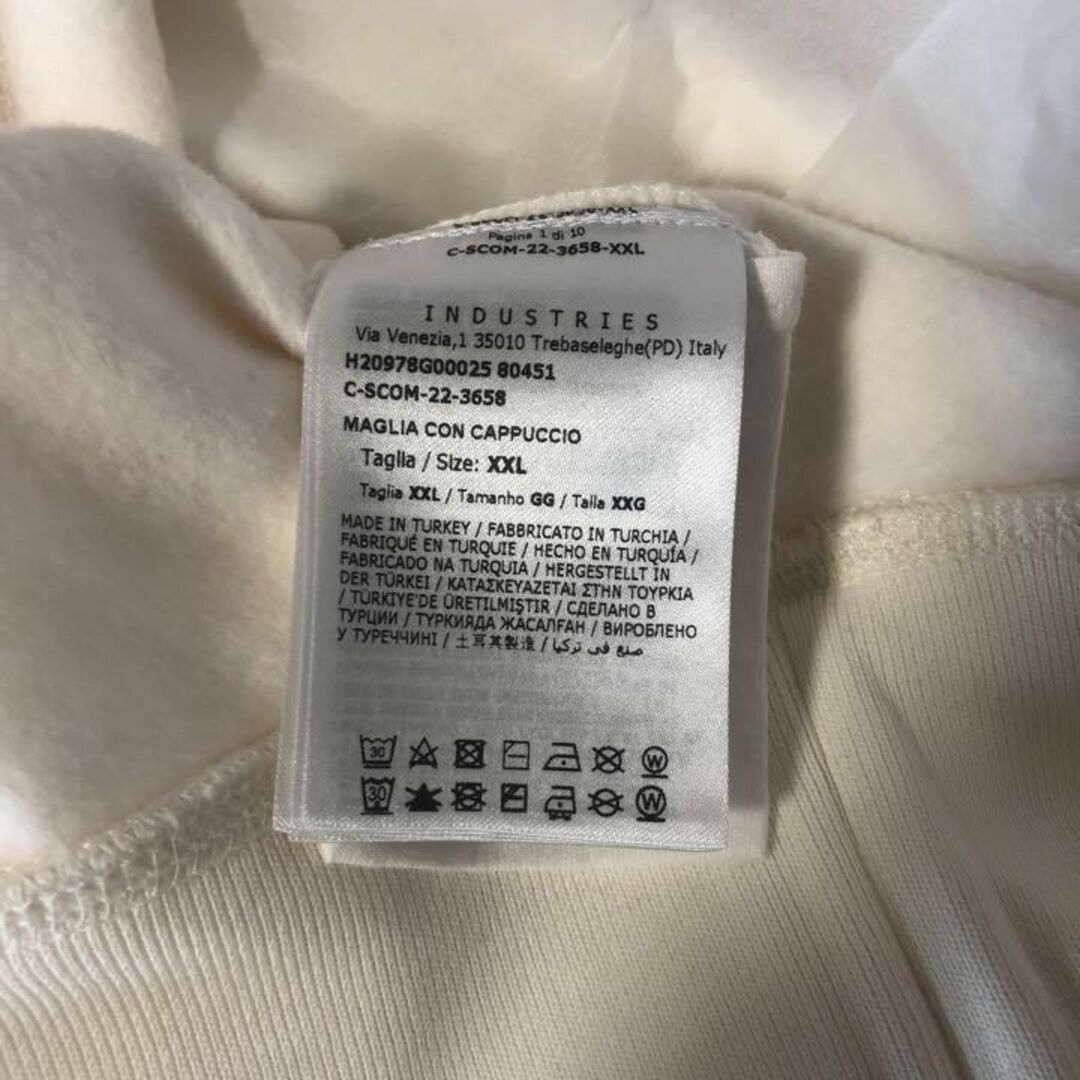 Pagina 1 di 10
C-SCOM-22-3658-XXL
INDUSTRIES
Via Venezia,1 35010 Trebaseleghe(PD) Italy
H20978G00025 80451
C-SCOM-22-3658
MAGLIA CON CAPPUCCIO
Taglia / Size: XXL
Taglia XXL / Tamanho GG / Talla XXG
MADE IN TURKEY / FABBRICATO IN TURCHIA /
FABRIQUÉ EN TURQUIE / HECHO EN TURQUÍA /
FABRICADO NA TURQUIA / HERGESTELLT IN
DER TÜRKEI / ΚΑΤΑΣΚΕΥΑΖΕΤΑΙ ΣΤΗΝ ΤΟΥΡΚΙΑ
/ TÜRKİYE'DE ÜRETILMIŞTIR / СДЕЛАНО В
ТУРЦИИ / ТҮРКИЯДА ЖАСАЛҒАН / ВИРОБЛЕНО
У ТУРЕЧЧИНІ / 土耳其製造 / صنع في تركيا
30 W
30 W